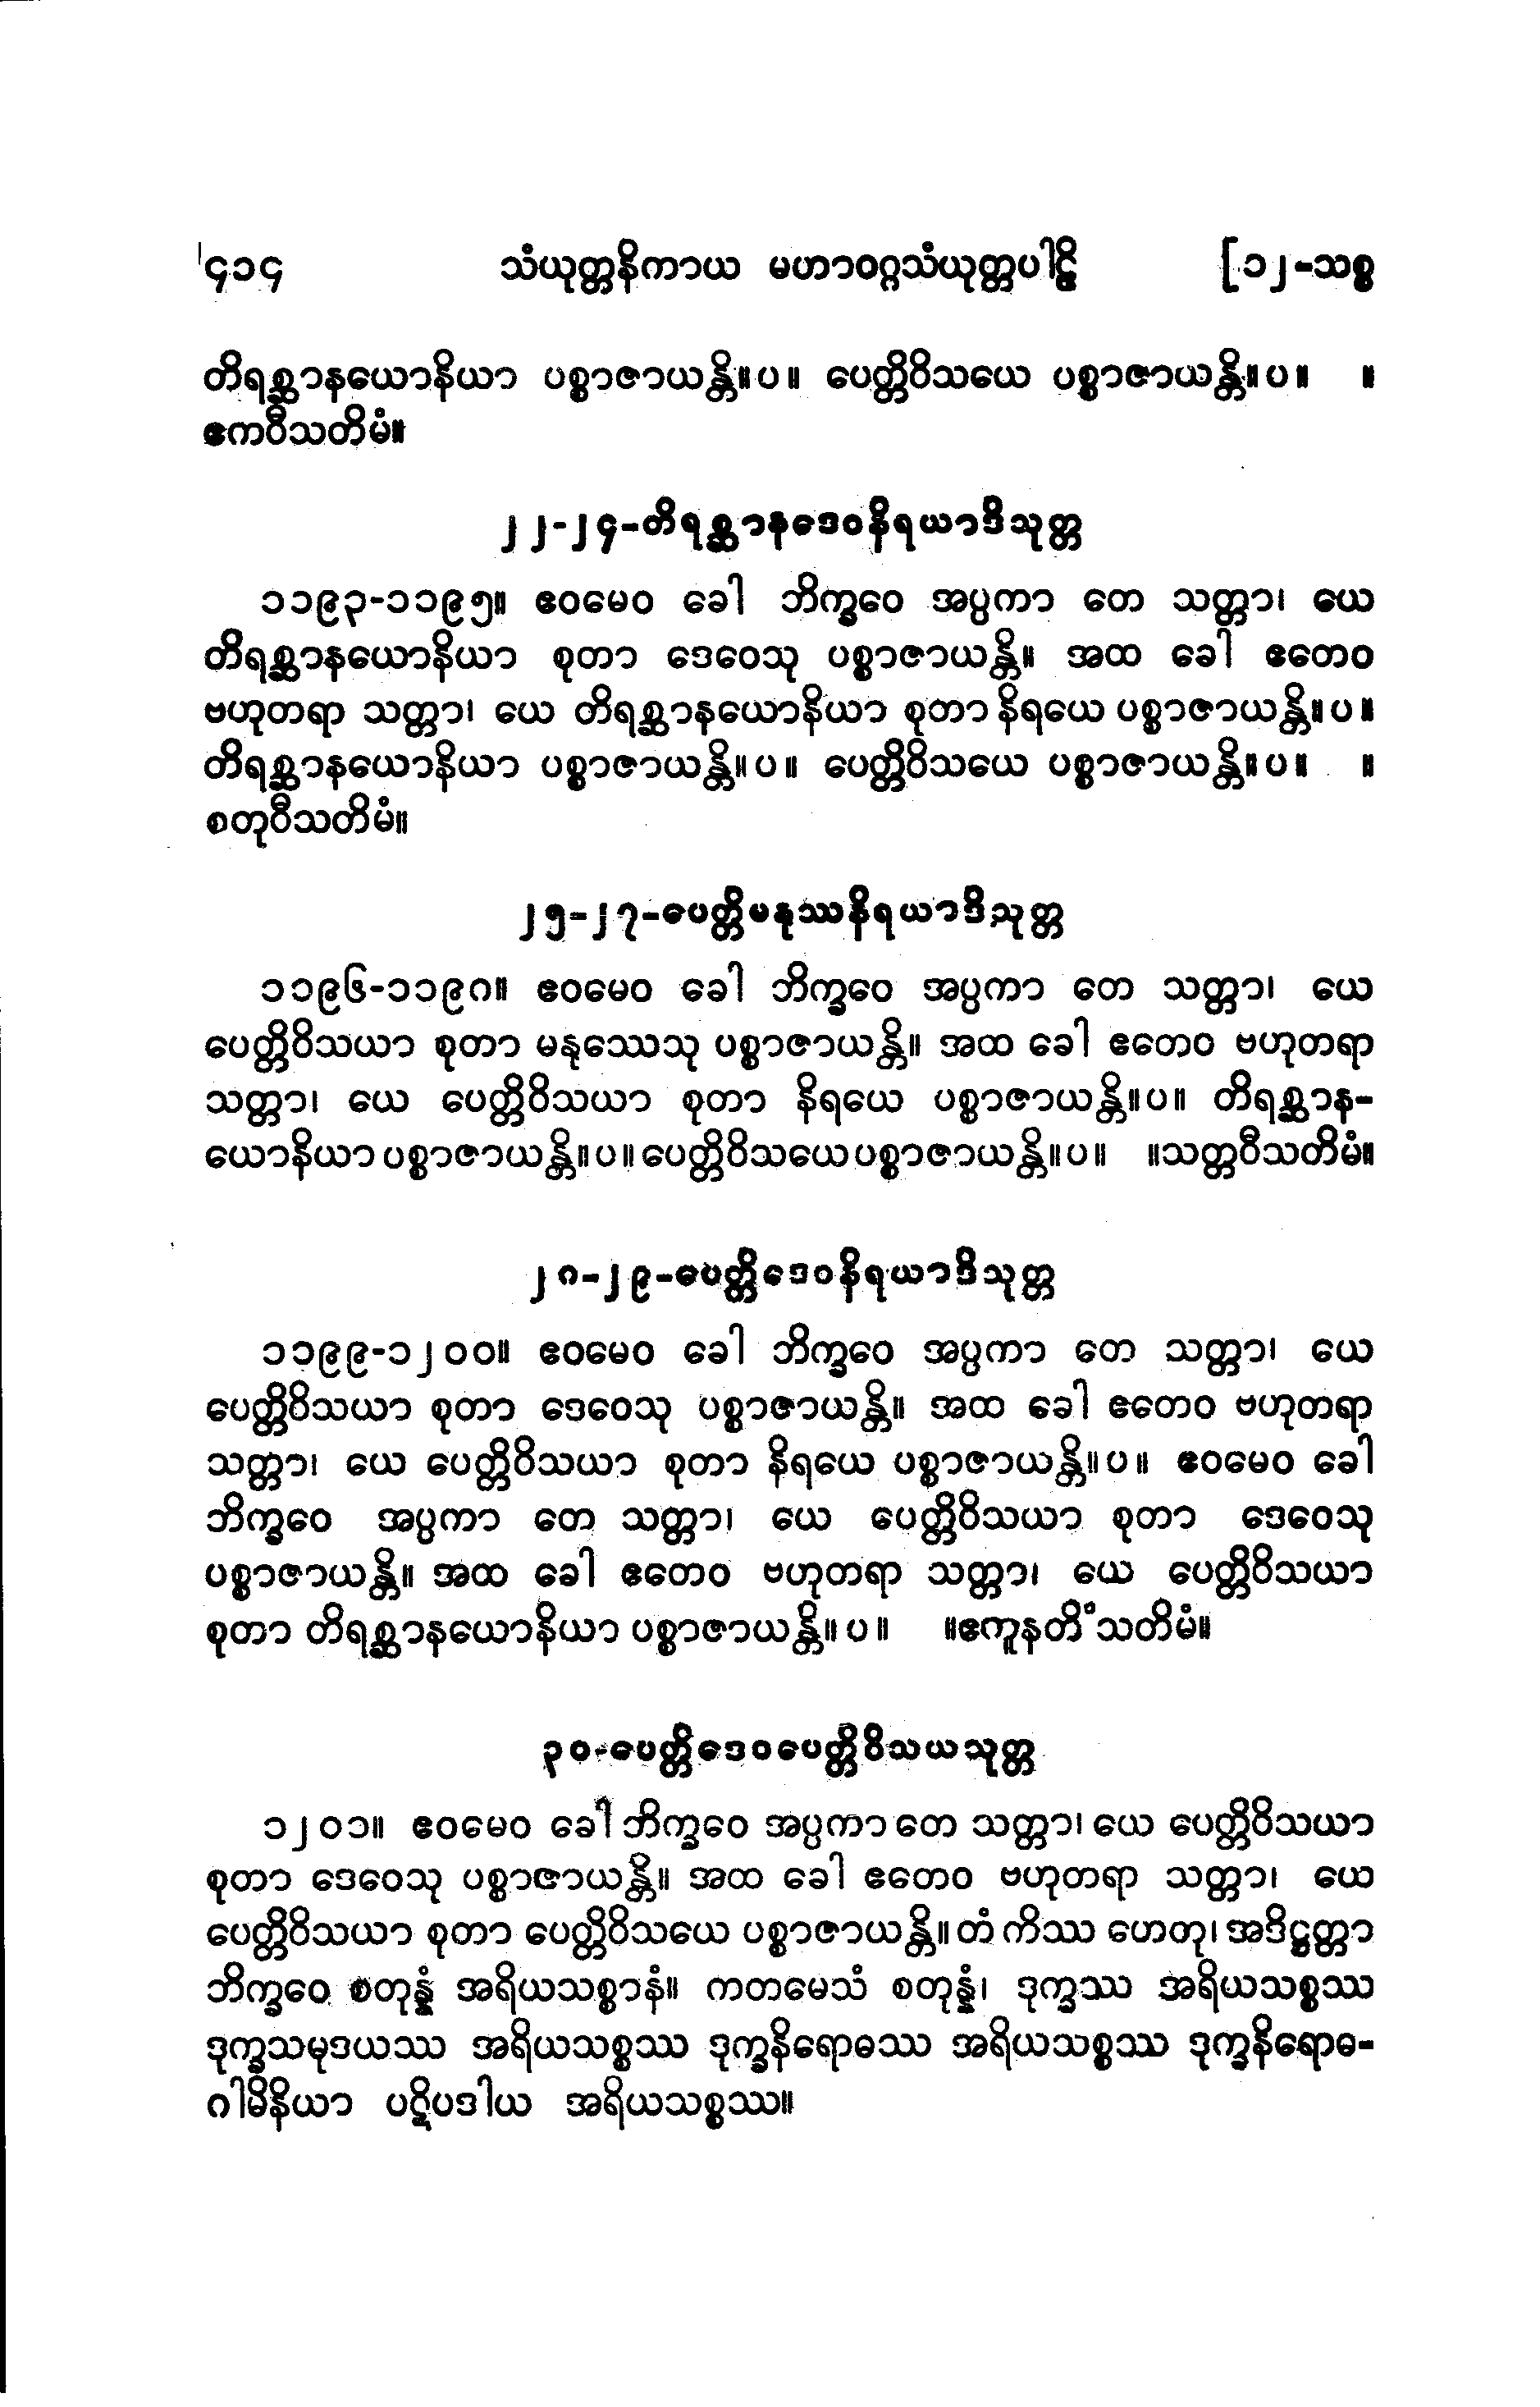 ၄၁၄ သံယုတ္တနိကာယ မဟာဝဂ္ဂသံယုတ္တပါဠိ [၁၂-သစ္စ
တိရစ္ဆာနယောနိယာ ပစ္စာဇာယန္တိ။ပ။ ပေတ္တိဝိသယေ ပစ္စာဇာယန္တိ။ပ။ ။
ဧကဝီသတိမံ။
၂၂-၂၄-တိရစ္ဆာနဒေဝနိရယာဒိသုတ္တ
၁၁၉၃-၁၁၉၅။ ဧဝမေဝ ခေါ ဘိက္ခဝေ အပ္ပကာ တေ သတ္တာ၊ ယေ
တိရစ္ဆာနယောနိယာ စုတာ ဒေဝေသု ပစ္စာဇာယန္တိ။ အထ ခေါ ဧတေဝ
ဗဟုတရာ သတ္တာ၊ ယေ တိရစ္ဆာနယောနိယာ စုတာ နိရယေ ပစ္စာဇာယန္တိ။ပ။
တိရစ္ဆာနယောနိယာ ပစ္စာဇာယန္တိ။ပ။ ပေတ္တိဝိသယေ ပစ္စာဇာယန္တိ။ပ။ ။
စတုဝီသတိမံ။
၂၅-၂၇-ပေတ္တိမနုဿနိရယာဒိသုတ္တ
၁၁၉၆-၁၁၉၈။ ဧဝမေဝ ခေါ ဘိက္ခဝေ အပ္ပကာ တေ သတ္တာ၊ ယေ
ပေတ္တိဝိသယာ စုတာ မနုဿေသု ပစ္စာဇာယန္တိ။ အထ ခေါ ဧတေဝ ဗဟုတရာ
သတ္တာ၊ ယေ ပေတ္တိဝိသယာ စုတာ နိရယေ ပစ္စာဇာယန္တိ။ပ။ တိရစ္ဆာန-
ယောနိယာ ပစ္စာဇာယန္တိ။ပ။ ပေတ္တိဝိသယေ ပစ္စာဇာယန္တိ။ပ။ ။သတ္တဝီသတိမံ။
၂၈-၂၉-ပေတ္တိဒေဝနိရယာဒိသုတ္တ
၁၁၉၉-၁၂၀၀။ ဧဝမေဝ ခေါ ဘိက္ခဝေ အပ္ပကာ တေ သတ္တာ၊ ယေ
ပေတ္တိဝိသယာ စုတာ ဒေဝေသု ပစ္စာဇာယန္တိ။ အထ ခေါ ဧတေဝ ဗဟုတရာ
သတ္တာ၊ ယေ ပေတ္တိဝိသယာ စုတာ နိရယေ ပစ္စာဇာယန္တိ။ပ။ ဧဝမေဝ ခေါ
ဘိက္ခဝေ အပ္ပကာ တေ သတ္တာ၊ ယေ ပေတ္တိဝိသယာ စုတာ ဒေဝေသု
ပစ္စာဇာယန္တိ။ အထ ခေါ ဧတေဝ ဗဟုတရာ သတ္တာ၊ ယေ ပေတ္တိဝိသယာ
စုတာ တိရစ္ဆာနယောနိယာ ပစ္စာဇာယန္တိ။ပ။ ။ဧကူနတိံသတိမံ။
၃၀-ပေတ္တိဒေဝပေတ္တိဝိသယသုတ္တ
၁၂၀၁။ ဧဝမေဝ ခေါ ဘိက္ခဝေ အပ္ပကာ တေ သတ္တာ၊ ယေ ပေတ္တိဝိသယာ
စုတာ ဒေဝေသု ပစ္စာဇာယန္တိ။ အထ ခေါ ဧတေဝ ဗဟုတရာ သတ္တာ၊ ယေ
ပေတ္တိဝိသယာ စုတာ ပေတ္တိဝိသယေ ပစ္စာဇာယန္တိ။ တံ ကိဿ ဟေတု၊ အဒိဋ္ဌတ္တာ
ဘိက္ခဝေ စတုန္နံ အရိယသစ္စာနံ။ ကတမေသံ စတုန္နံ၊ ဒုက္ခဿ အရိယသစ္စဿ
ဒုက္ခသမုဒယဿ အရိယသစ္စဿ ဒုက္ခနိရောဓဿ အရိယသစ္စဿ ဒုက္ခနိရောဓ-
ဂါမိနိယာ ပဋိပဒါယ အရိယသစ္စဿ။